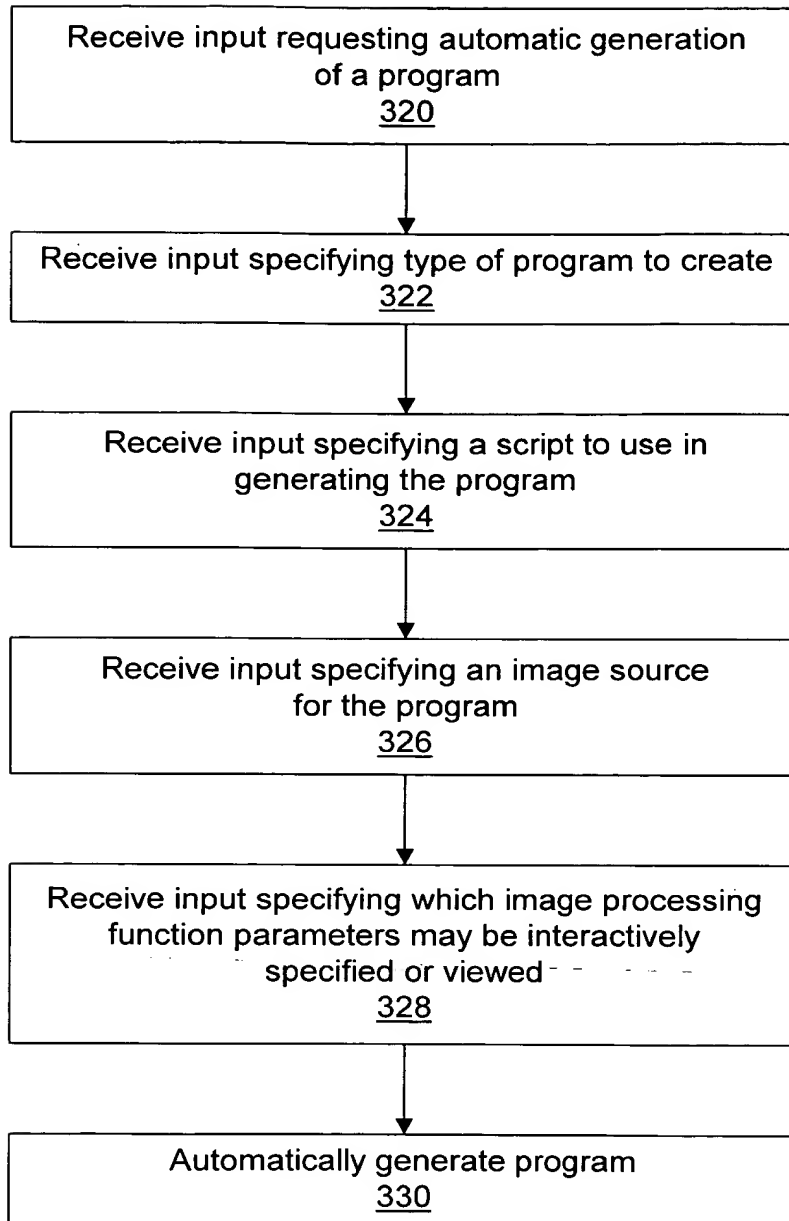 Receive input requesting automatic generation
of a program
320
Receive input specifying type of program to create
322
Receive input specifying a script to use in
generating the program
324
Receive input specifying an image source
for the program
326
Receive input specifying which image processing
function parameters may be interactively
specified or viewed
328
Automatically generate program
330